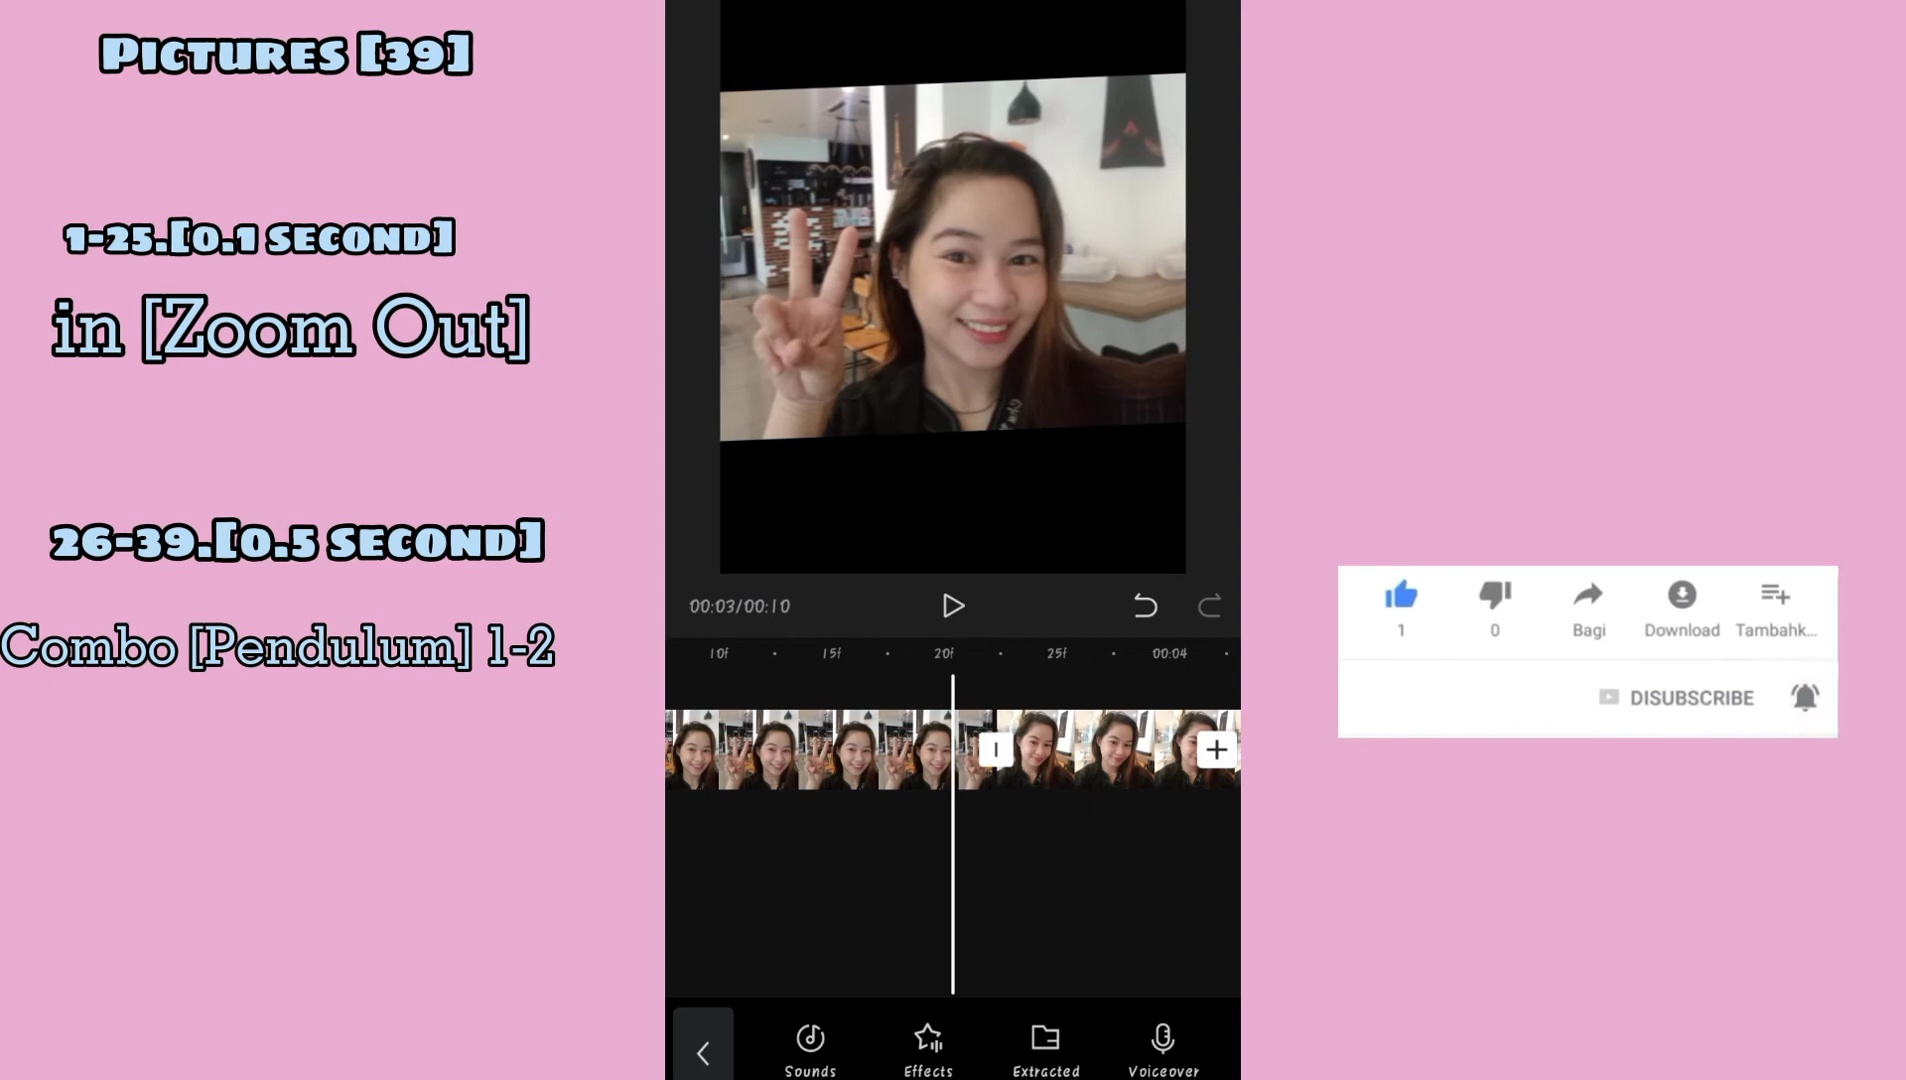 PICTURES [39]
1-25.[0.1 SECOND]
in [Zoom Out]
26-39.[0.5 SECOND]
Combo [Pendulum] 1-2
00:03/00:10
10f 15f 20f 25f 00:04
Sounds Effects Extracted Voiceover
1 0 Bagi Download Tambahk...
DISUBSCRIBE